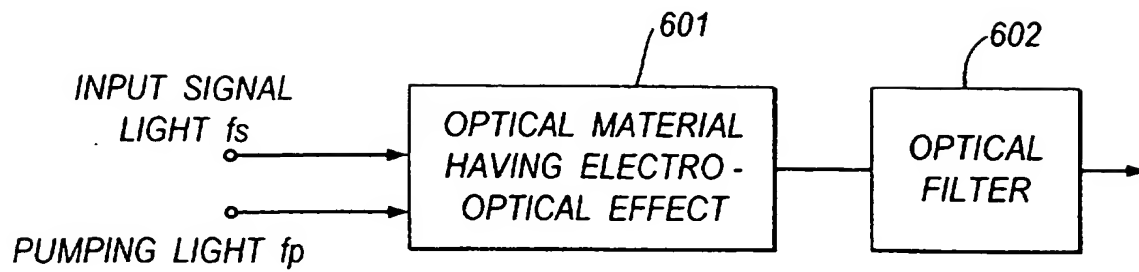 601
602
INPUT SIGNAL
LIGHT fs
OPTICAL MATERIAL
HAVING ELECTRO -
OPTICAL EFFECT
OPTICAL
FILTER
PUMPING LIGHT fp